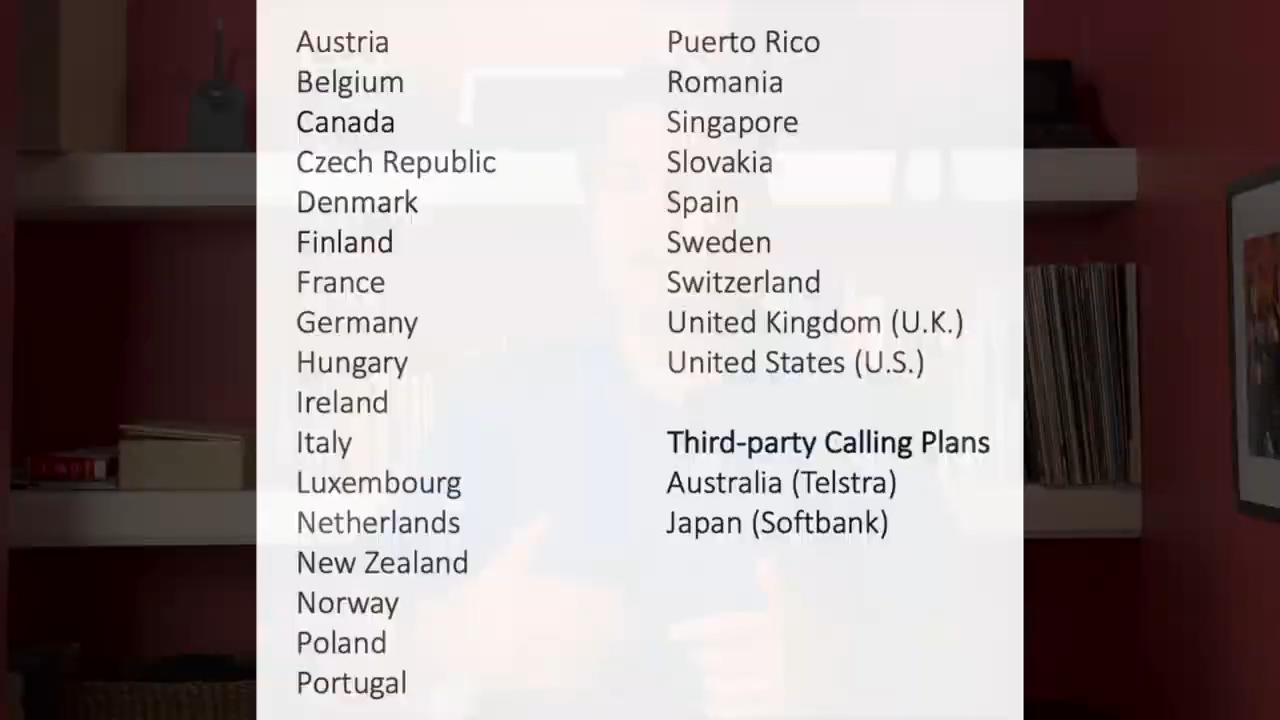 Austria
Belgium
Canada
Czech Republic
Denmark
Finland
France
Germany
Hungary
Ireland
Italy
Luxembourg
Netherlands
New Zealand
Norway
Poland
Portugal
Puerto Rico
Romania
Singapore
Slovakia
Spain
Sweden
Switzerland
United Kingdom (U.K.)
United States (U.S.)
Third-party Calling Plans
Australia (Telstra)
Japan (Softbank)